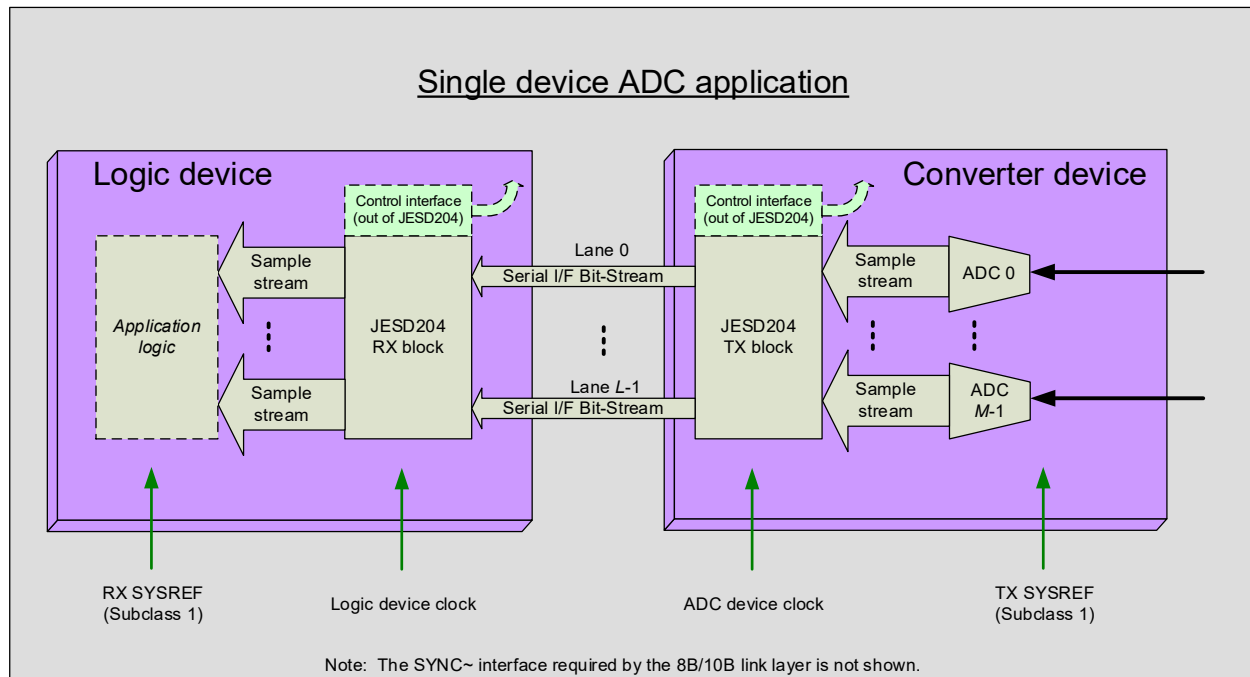 Single device ADC application
Logic device
Converter device
Control interface
(out of JESD204)
Control interface
(out of JESD204)
Lane 0
Serial I/F Bit-Stream
Sample
stream
Sample
stream
ADC 0
Application
logic
JESD204
RX block
JESD204
TX block
Lane L-1
Serial I/F Bit-Stream
Sample
stream
Sample
stream
ADC
M-1
RX SYSREF
(Subclass 1)
Logic device clock
ADC device clock
TX SYSREF
(Subclass 1)
Note: The SYNC~ interface required by the 8B/10B link layer is not shown.